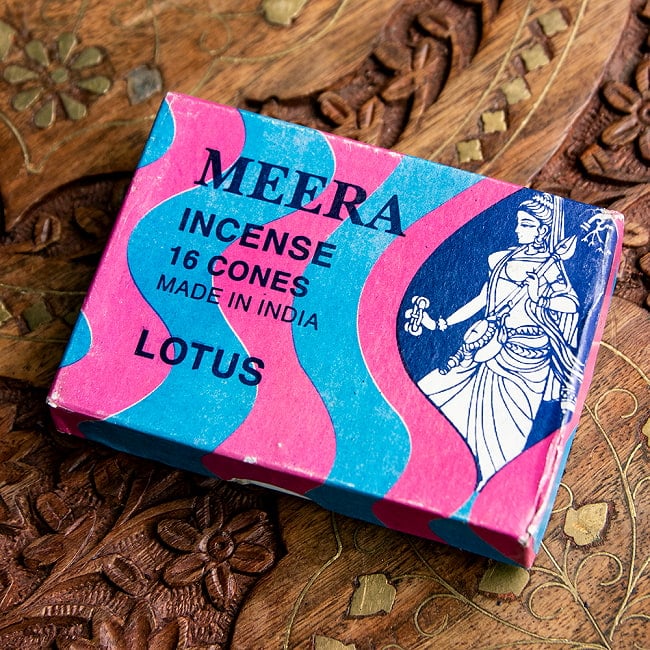 MEERA
INCENSE
16 CONES
MADE IN INDIA
LOTUS